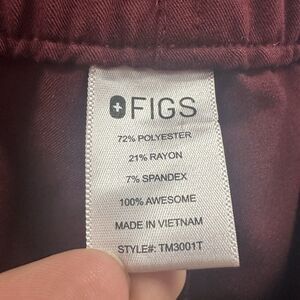 FIGS
72% POLYESTER
21% RAYON
7% SPANDEX
100% AWESOME
MADE IN VIETNAM
STYLE#: TM3001T